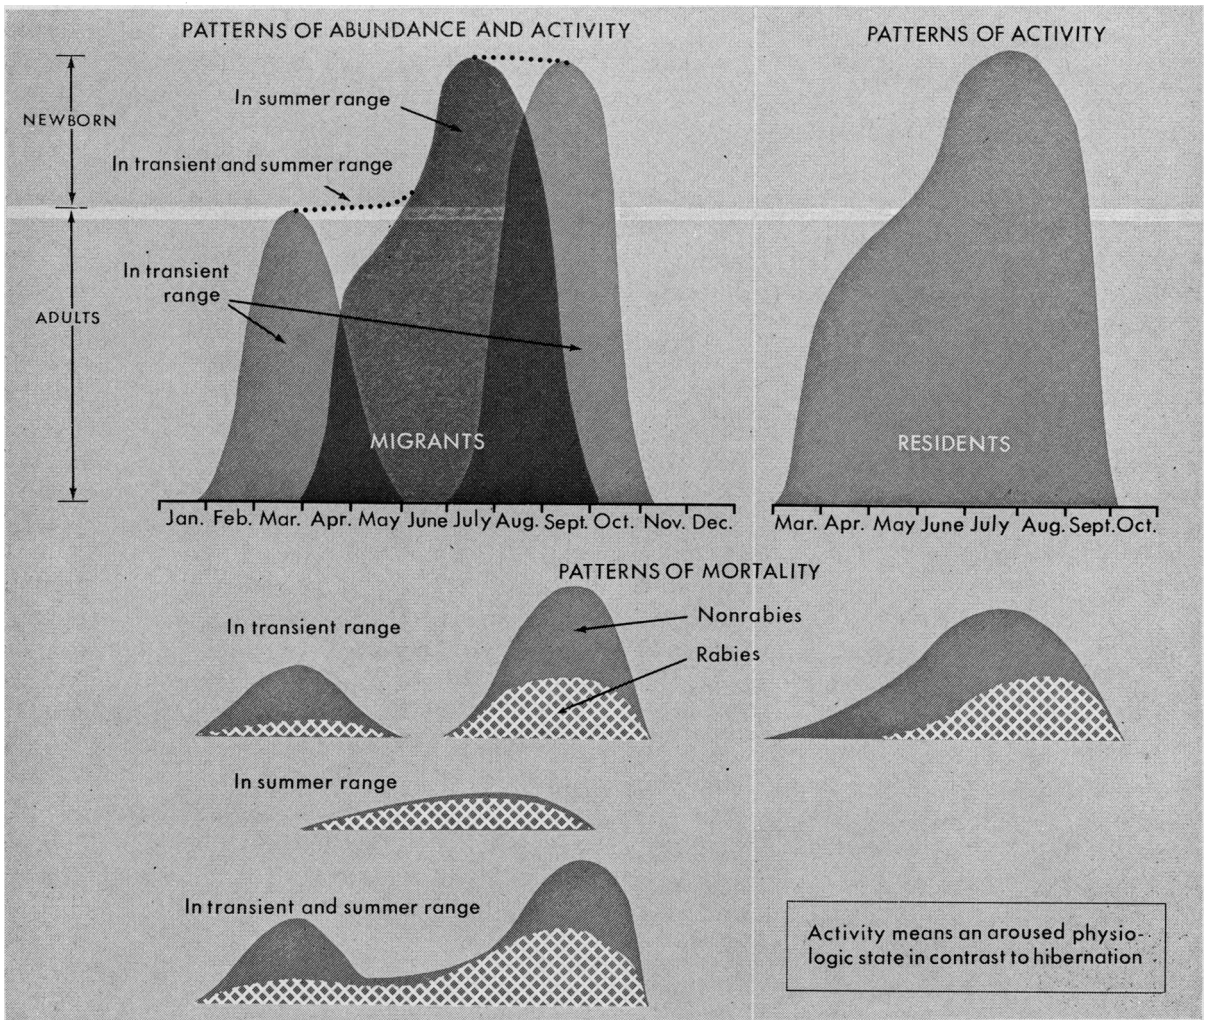 PATTERNS OF ABUNDANCE AND ACTIVITY
PATTERNS OF ACTIVITY
In summer range
NEWBORN
In transient and summer range
In transient
range
ADULTS
MIGRANTS
RESIDENTS
Jan. Feb. Mar. Apr. May June July Aug. Sept. Oct. Nov. Dec.
Mar. Apr. May June July Aug. Sept. Oct.
PATTERNS OF MORTALITY
In transient range
Nonrabies
Rabies
In summer range
In transient and summer range
Activity means an aroused physio-
logic state in contrast to hibernation